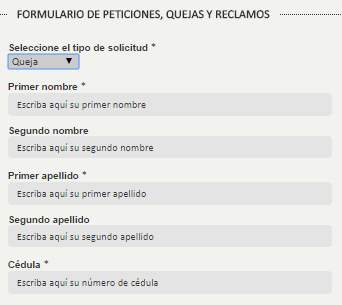 FORMULARIO DE PETICIONES, QUEJAS Y RECLAMOS
Seleccione el tipo de solicitud *
Queja
Primer nombre *
Escriba aquí su primer nombre
Segundo nombre
Escriba aquí su segundo nombre
Primer apellido *
Escriba aquí su primer apellido
Segundo apellido
Escriba aquí su segundo apellido
Cédula *
Escriba aquí su número de cédula